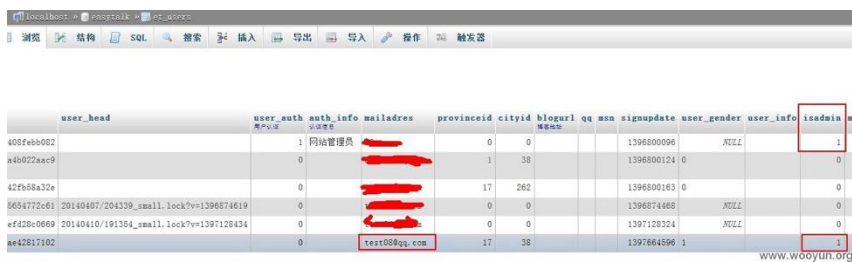 localhost » easytalk » et_users
浏览 结构 SQL 搜索 插入 导出 导入 操作 触发器
user_head user_auth auth_info mailadres provinceid cityid blogurl qq msn signupdate user_gender user_info isadmin
用户认证 认证信息 博客地址
408febb082 1 网站管理员 0 0 1396800096 NULL 1
a4b022aac9 0 1 38 1396800124 0 0
42fb58a32e 0 17 262 1396800163 0 0
8654772c61 20140407/204339_small.lock?v=1396874619 0 0 0 1396874468 NULL 0
efd28c0669 20140410/191354_small.lock?v=1397128434 0 0 0 1397128324 NULL 0
ae42817102 0 test08@qq.com 17 38 1397664596 1 1
www.wooyun.org